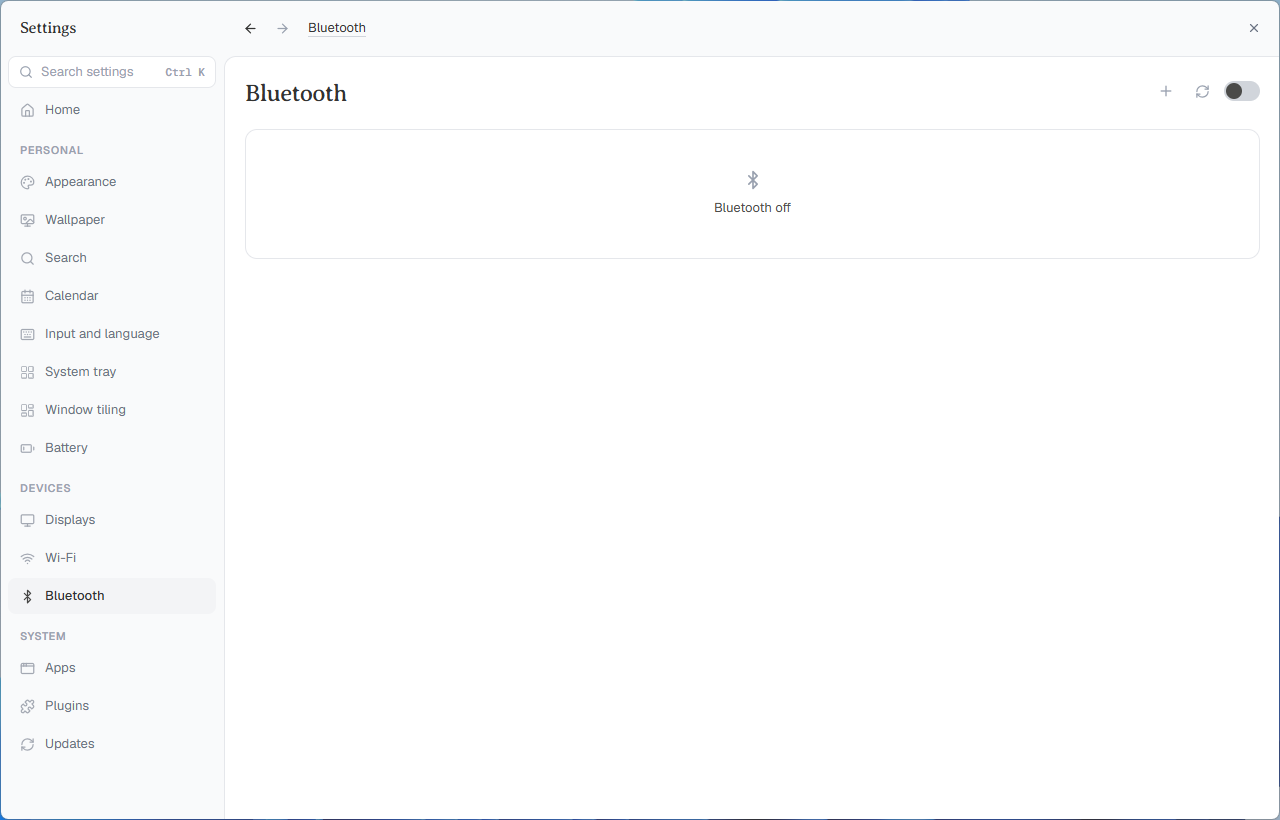 Settings
Bluetooth
Search settings
Ctrl K
Home
PERSONAL
Appearance
Wallpaper
Search
Calendar
Input and language
System tray
Window tiling
Battery
DEVICES
Displays
Wi-Fi
Bluetooth
SYSTEM
Apps
Plugins
Updates
Bluetooth
Bluetooth off